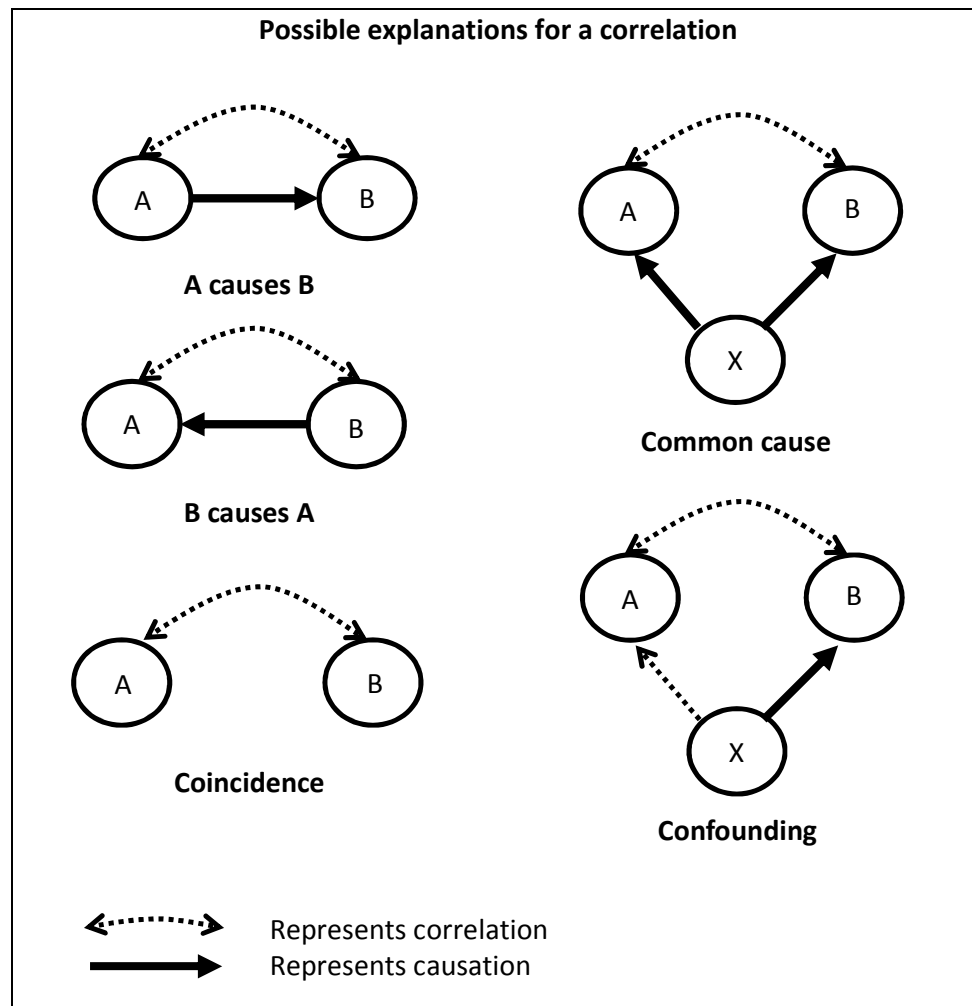 Possible explanations for a correlation
A
B
A causes B
A
B
B causes A
A
B
Coincidence
A
B
X
Common cause
A
B
X
Confounding
Represents correlation
Represents causation